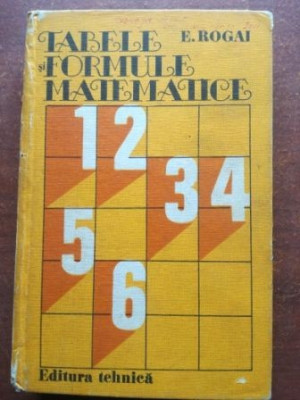 TABELE
E. ROGAI
și FORMULE
MATEMATICE
1 2
3 4
5
6
Editura tehnică